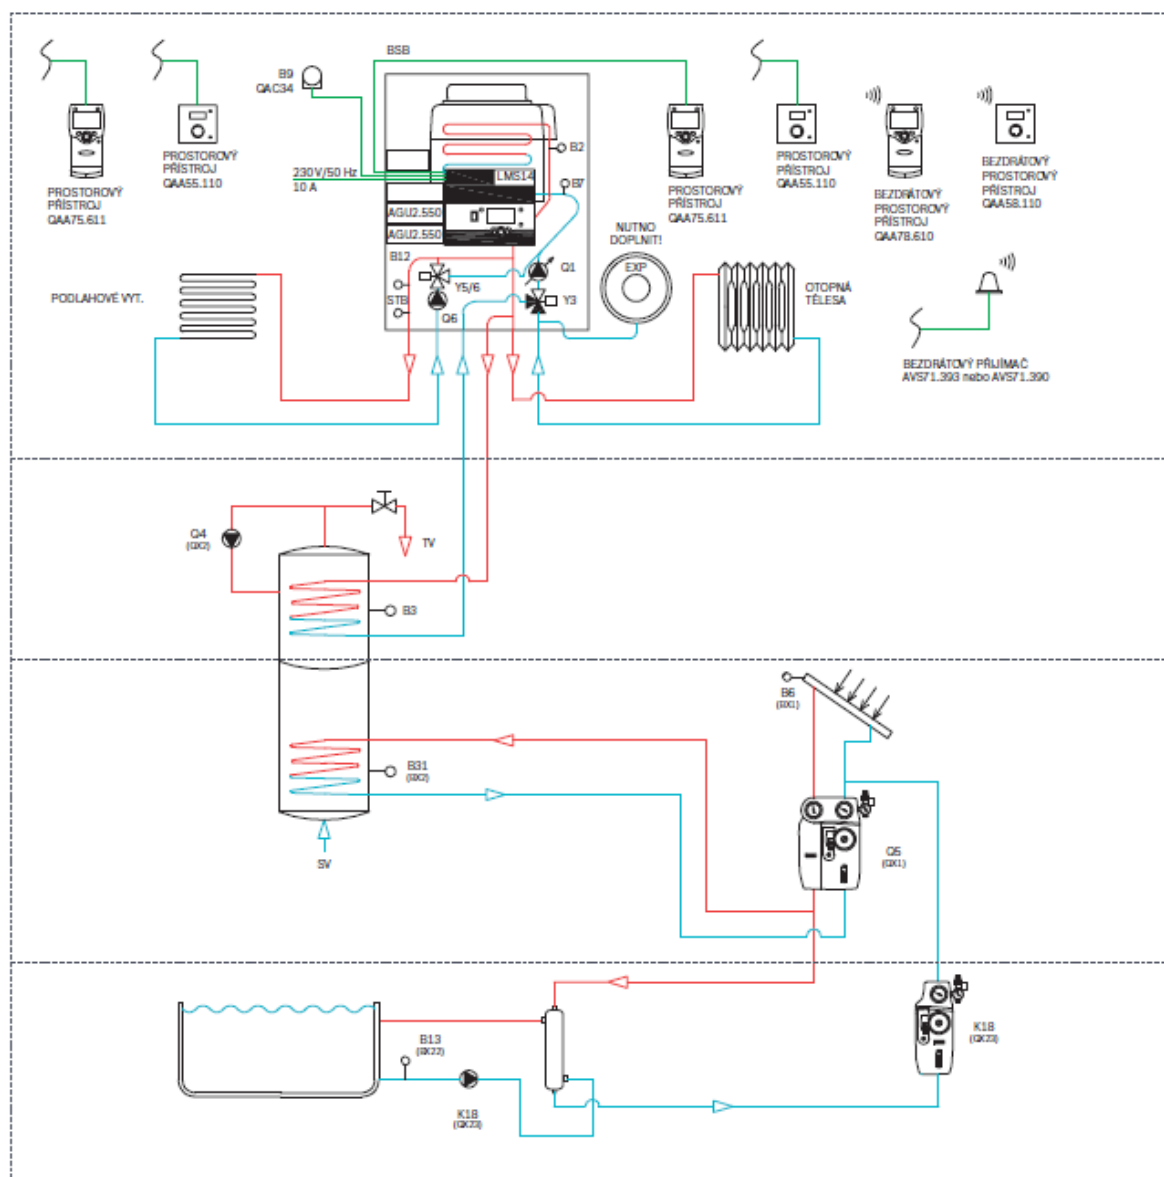 BSB
B9
QAC34
PROSTOROVÝ
PŘÍSTROJ
QAA75.611
PROSTOROVÝ
PŘÍSTROJ
QAA55.110
230V/50 Hz
10 A
LMS14
B2
B7
AGU2.550
AGU2.550
B12
STB
Y5/6
Q6
Q1
Y3
NUTNO
DOPLNIT!
EXP
PROSTOROVÝ
PŘÍSTROJ
QAA75.611
PROSTOROVÝ
PŘÍSTROJ
QAA55.110
BEZDRÁTOVÝ
PROSTOROVÝ
PŘÍSTROJ
QAA78.610
BEZDRÁTOVÝ
PROSTOROVÝ
PŘÍSTROJ
QAA58.110
PODLAHOVÉ VYT.
OTOPNÁ
TĚLESA
BEZDRÁTOVÝ PŘIJÍMAČ
AVS71.393 nebo AVS71.390
Q4
(QX2)
TV
B3
B6
(BX1)
B31
(BX2)
SV
Q5
(QX1)
B13
(BX22)
K18
(QX23)
K18
(QX23)